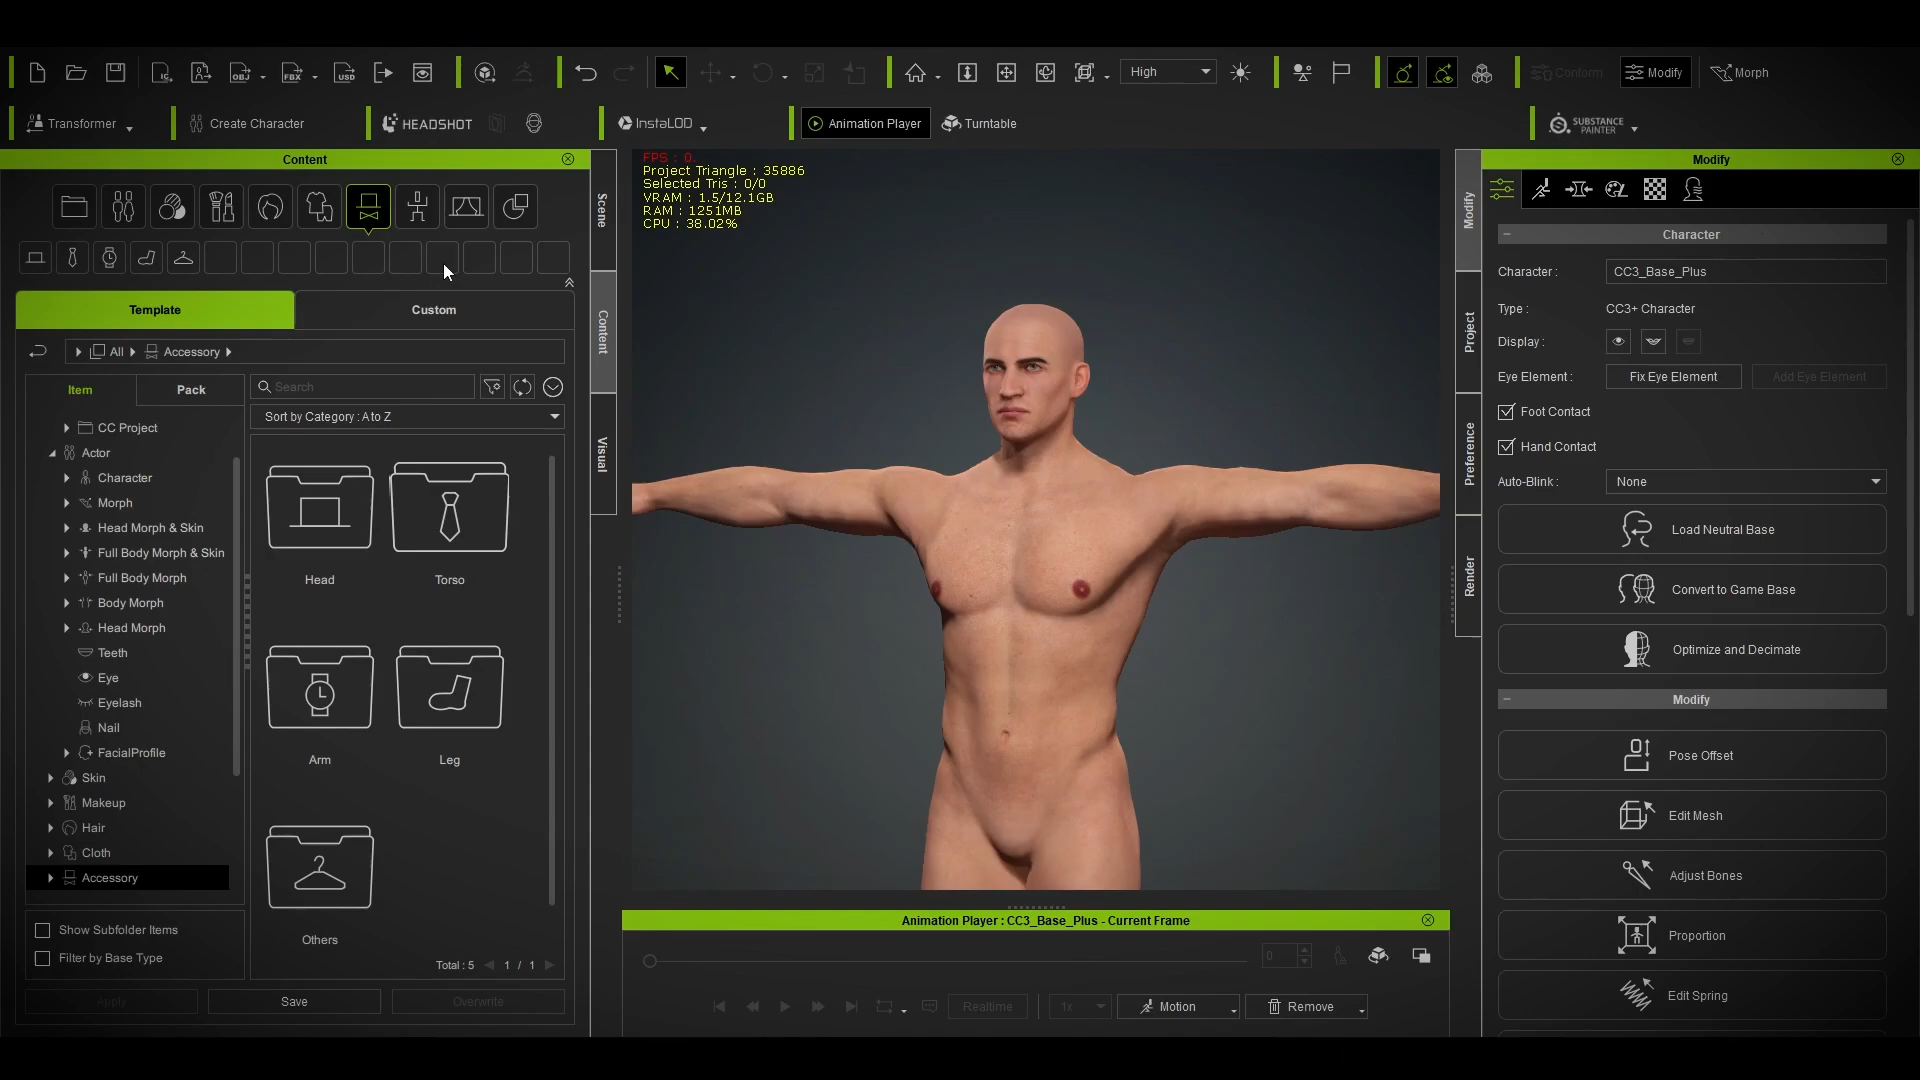 IC
OBJ
FBX
USD
High
Conform
Modify
Morph
Transformer
Create Character
HEADSHOT
InstaLOD
Animation Player
Turntable
SUBSTANCE
PAINTER
Content
Scene
Content
Visual
Template
Custom
All
Accessory
Item
Pack
Search
Sort by Category : A to Z
CC Project
Actor
Character
Morph
Head Morph & Skin
Full Body Morph & Skin
Full Body Morph
Body Morph
Head Morph
Teeth
Eye
Eyelash
Nail
FacialProfile
Skin
Makeup
Hair
Cloth
Accessory
Head
Torso
Arm
Leg
Others
Show Subfolder Items
Filter by Base Type
Total : 5
1 / 1
Apply
Save
Overwrite
FPS : 0.
Project Triangle : 35886
Selected Tris : 0/0
VRAM : 1.5/12.1GB
RAM : 1251MB
CPU : 38.02%
Animation Player : CC3_Base_Plus - Current Frame
0
Realtime
1x
Motion
Remove
Modify
Project
Preference
Render
Modify
Character
Character :
CC3_Base_Plus
Type :
CC3+ Character
Display :
Eye Element :
Fix Eye Element
Add Eye Element
Foot Contact
Hand Contact
Auto-Blink :
None
Load Neutral Base
Convert to Game Base
Optimize and Decimate
Modify
Pose Offset
Edit Mesh
Adjust Bones
Proportion
Edit Spring